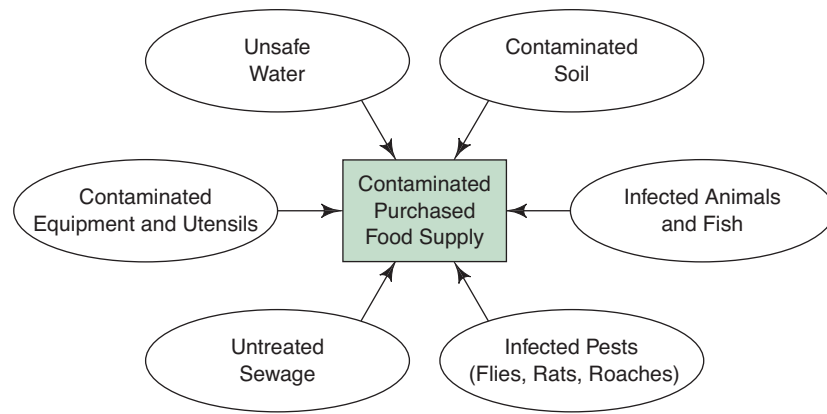 Unsafe
Water
Contaminated
Soil
Contaminated
Equipment and Utensils
Contaminated
Purchased
Food Supply
Infected Animals
and Fish
Untreated
Sewage
Infected Pests
(Flies, Rats, Roaches)